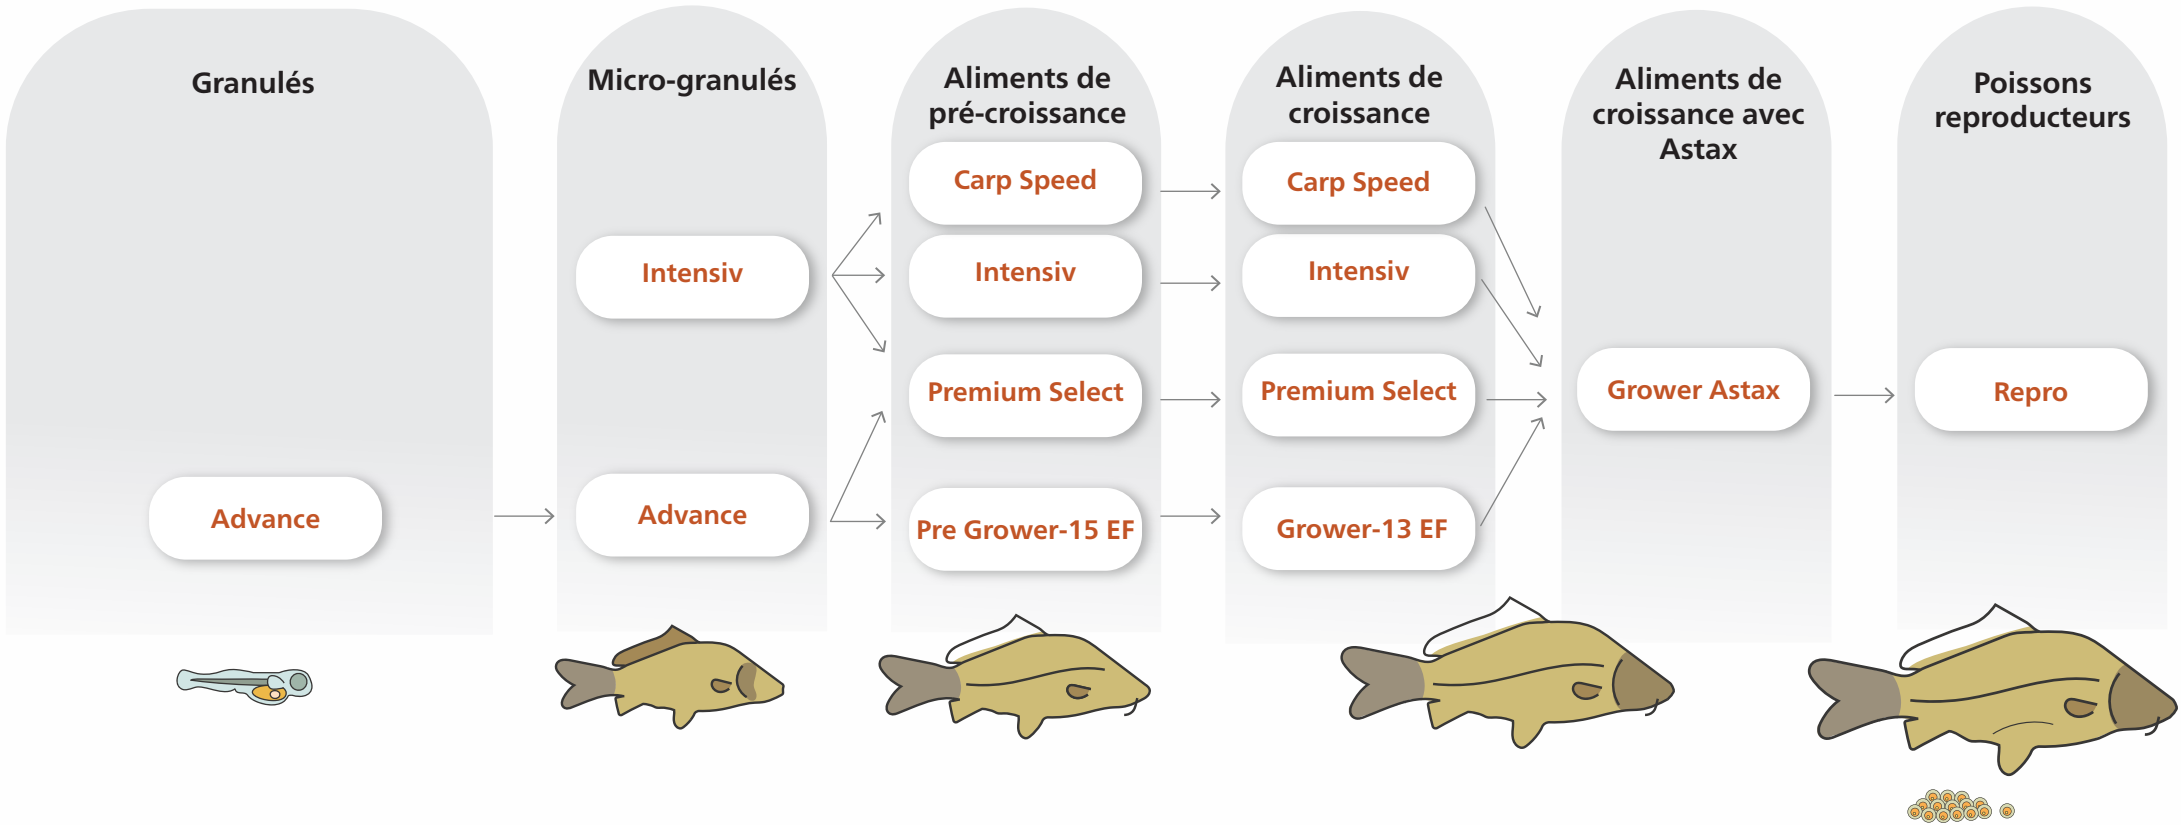 Granulés
Advance
Micro-granulés
Intensiv
Advance
Aliments de
pré-croissance
Carp Speed
Intensiv
Premium Select
Pre Grower-15 EF
Aliments de
croissance
Carp Speed
Intensiv
Premium Select
Grower-13 EF
Aliments de
croissance avec
Astax
Grower Astax
Poissons
reproducteurs
Repro